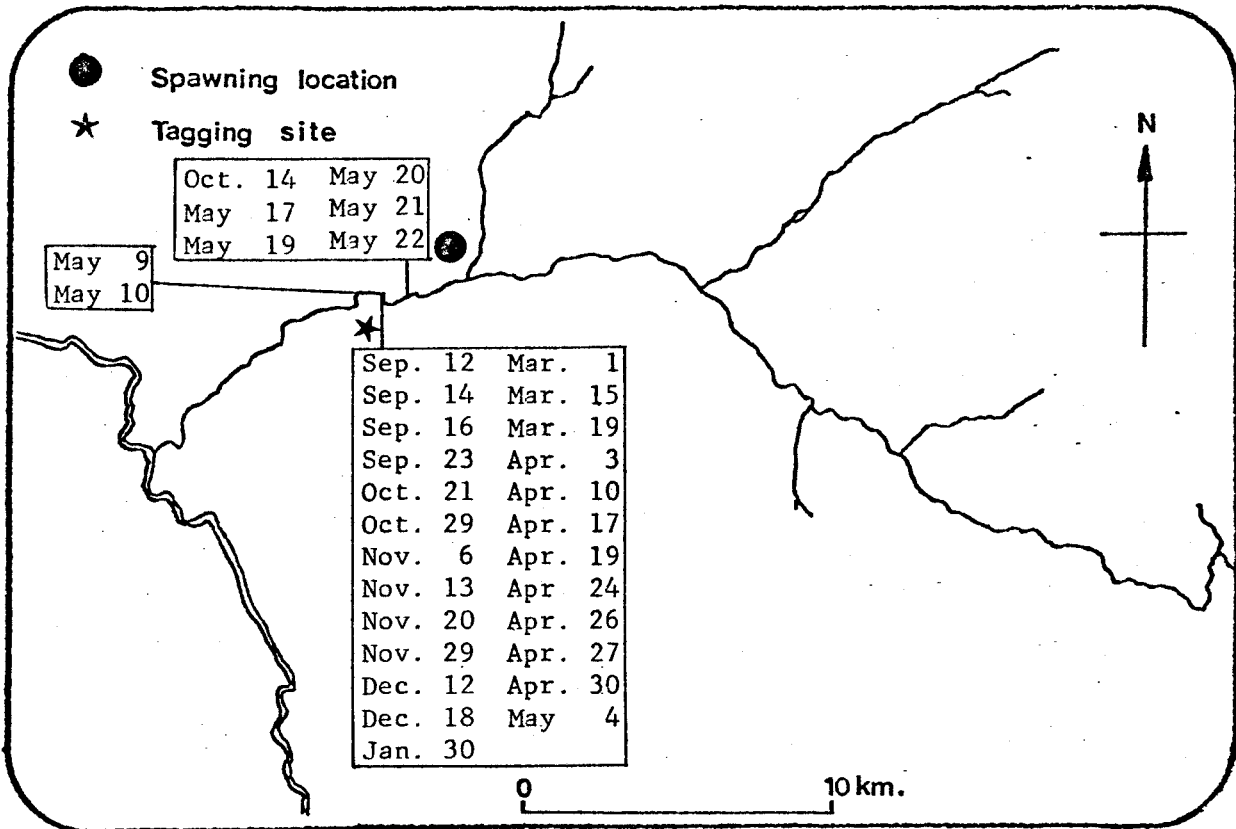 Spawning location
Tagging site
N
Oct. 14 May 20
May 17 May 21
May 19 May 22
May 9
May 10
Sep. 12 Mar. 1
Sep. 14 Mar. 15
Sep. 16 Mar. 19
Sep. 23 Apr. 3
Oct. 21 Apr. 10
Oct. 29 Apr. 17
Nov. 6 Apr. 19
Nov. 13 Apr 24
Nov. 20 Apr. 26
Nov. 29 Apr. 27
Dec. 12 Apr. 30
Dec. 18 May 4
Jan. 30
0 10 km.